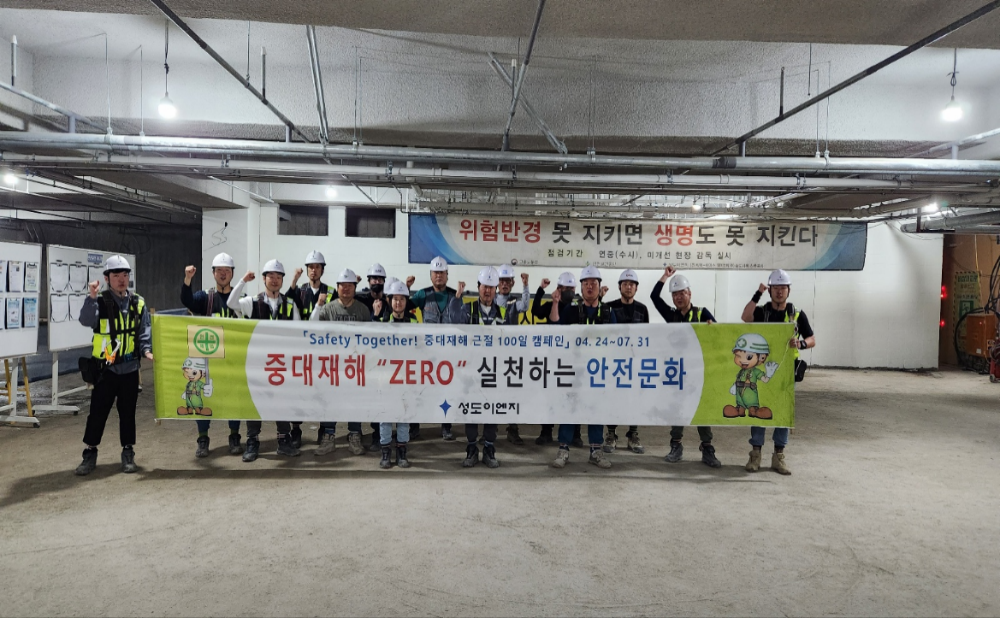 위험반경 못 지키면 생명도 못 지킨다
점검기간 연중(수시), 미개선 현장 감독 실시
「Safety Together! 중대재해 근절 100일 캠페인」 04. 24~07. 31
중대재해 “ZERO“ 실천하는 안전문화
성도이엔지